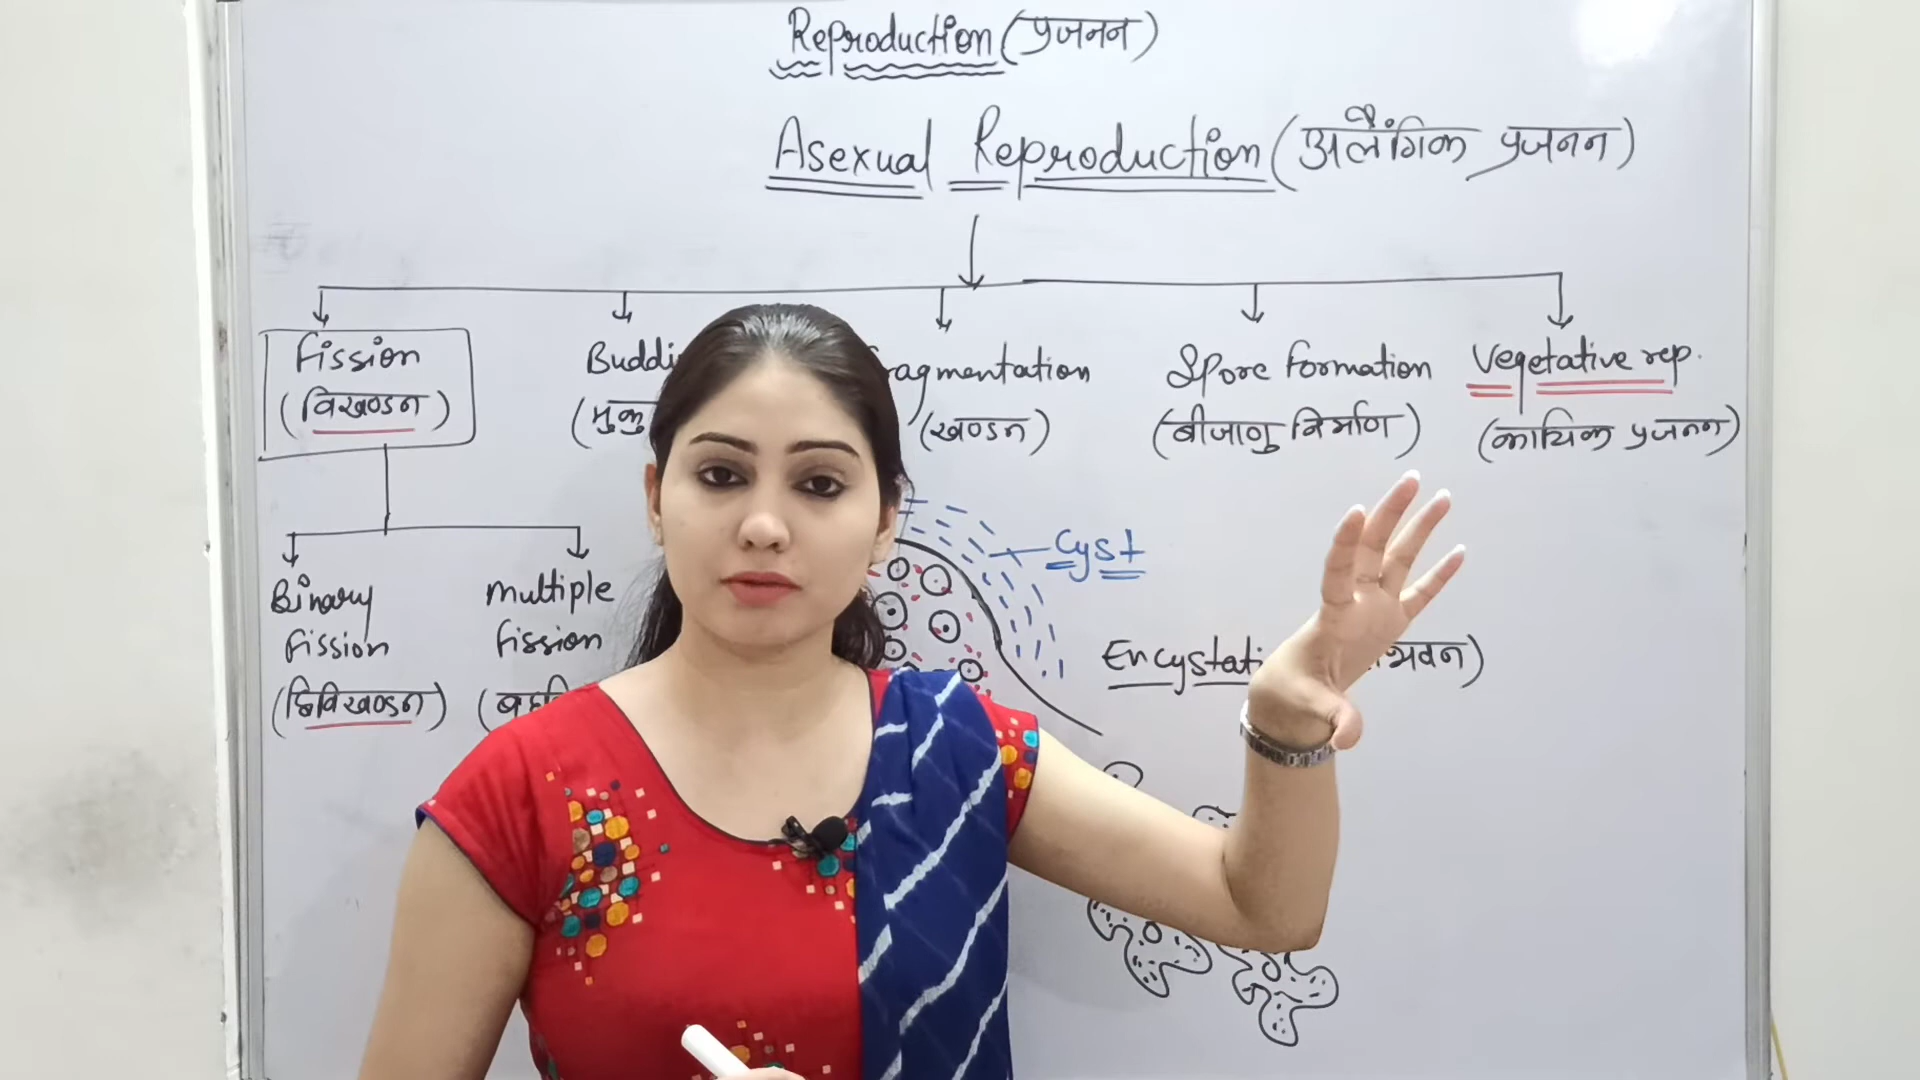 Reproduction (प्रजनन)
Asexual Reproduction (अलैंगिक प्रजनन)
Fission
(विखण्डन)
Spore formation
(बीजाणु निर्माण)
(खण्डन)
Vegetative rep.
(कायिक प्रजनन)
Cyst
Binary
fission
(द्विविखण्डन)
multiple
fission